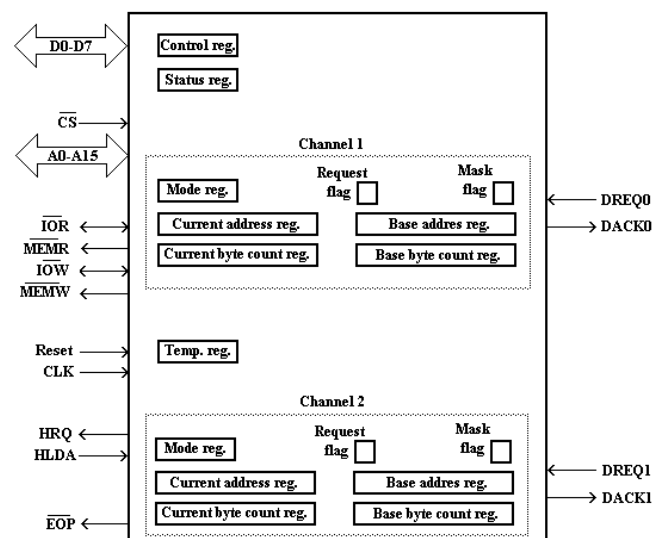 D0-D7
Control reg.
Status reg.
CS
A0-A15
Channel 1
Mode reg.
Request
flag
Mask
flag
DREQ0
Current address reg.
Base addres reg.
IOR
DACK0
MEMR
Current byte count reg.
Base byte count reg.
IOW
MEMW
Reset
Temp. reg.
CLK
Channel 2
HRQ
Mode reg.
Request
flag
Mask
flag
HLDA
DREQ1
Current address reg.
Base addres reg.
DACK1
EOP
Current byte count reg.
Base byte count reg.